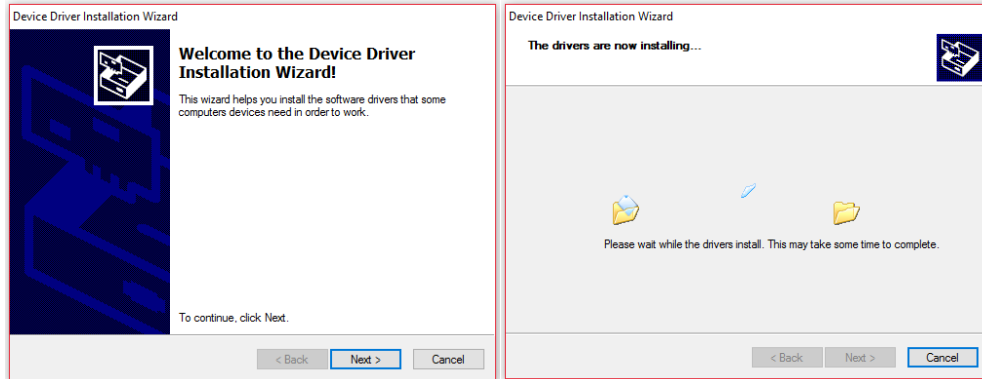 Device Driver Installation Wizard
Welcome to the Device Driver
Installation Wizard!
This wizard helps you install the software drivers that some
computers devices need in order to work.
To continue, click Next.
< Back
Next >
Cancel
Device Driver Installation Wizard
The drivers are now installing...
Please wait while the drivers install. This may take some time to complete.
< Back
Next >
Cancel